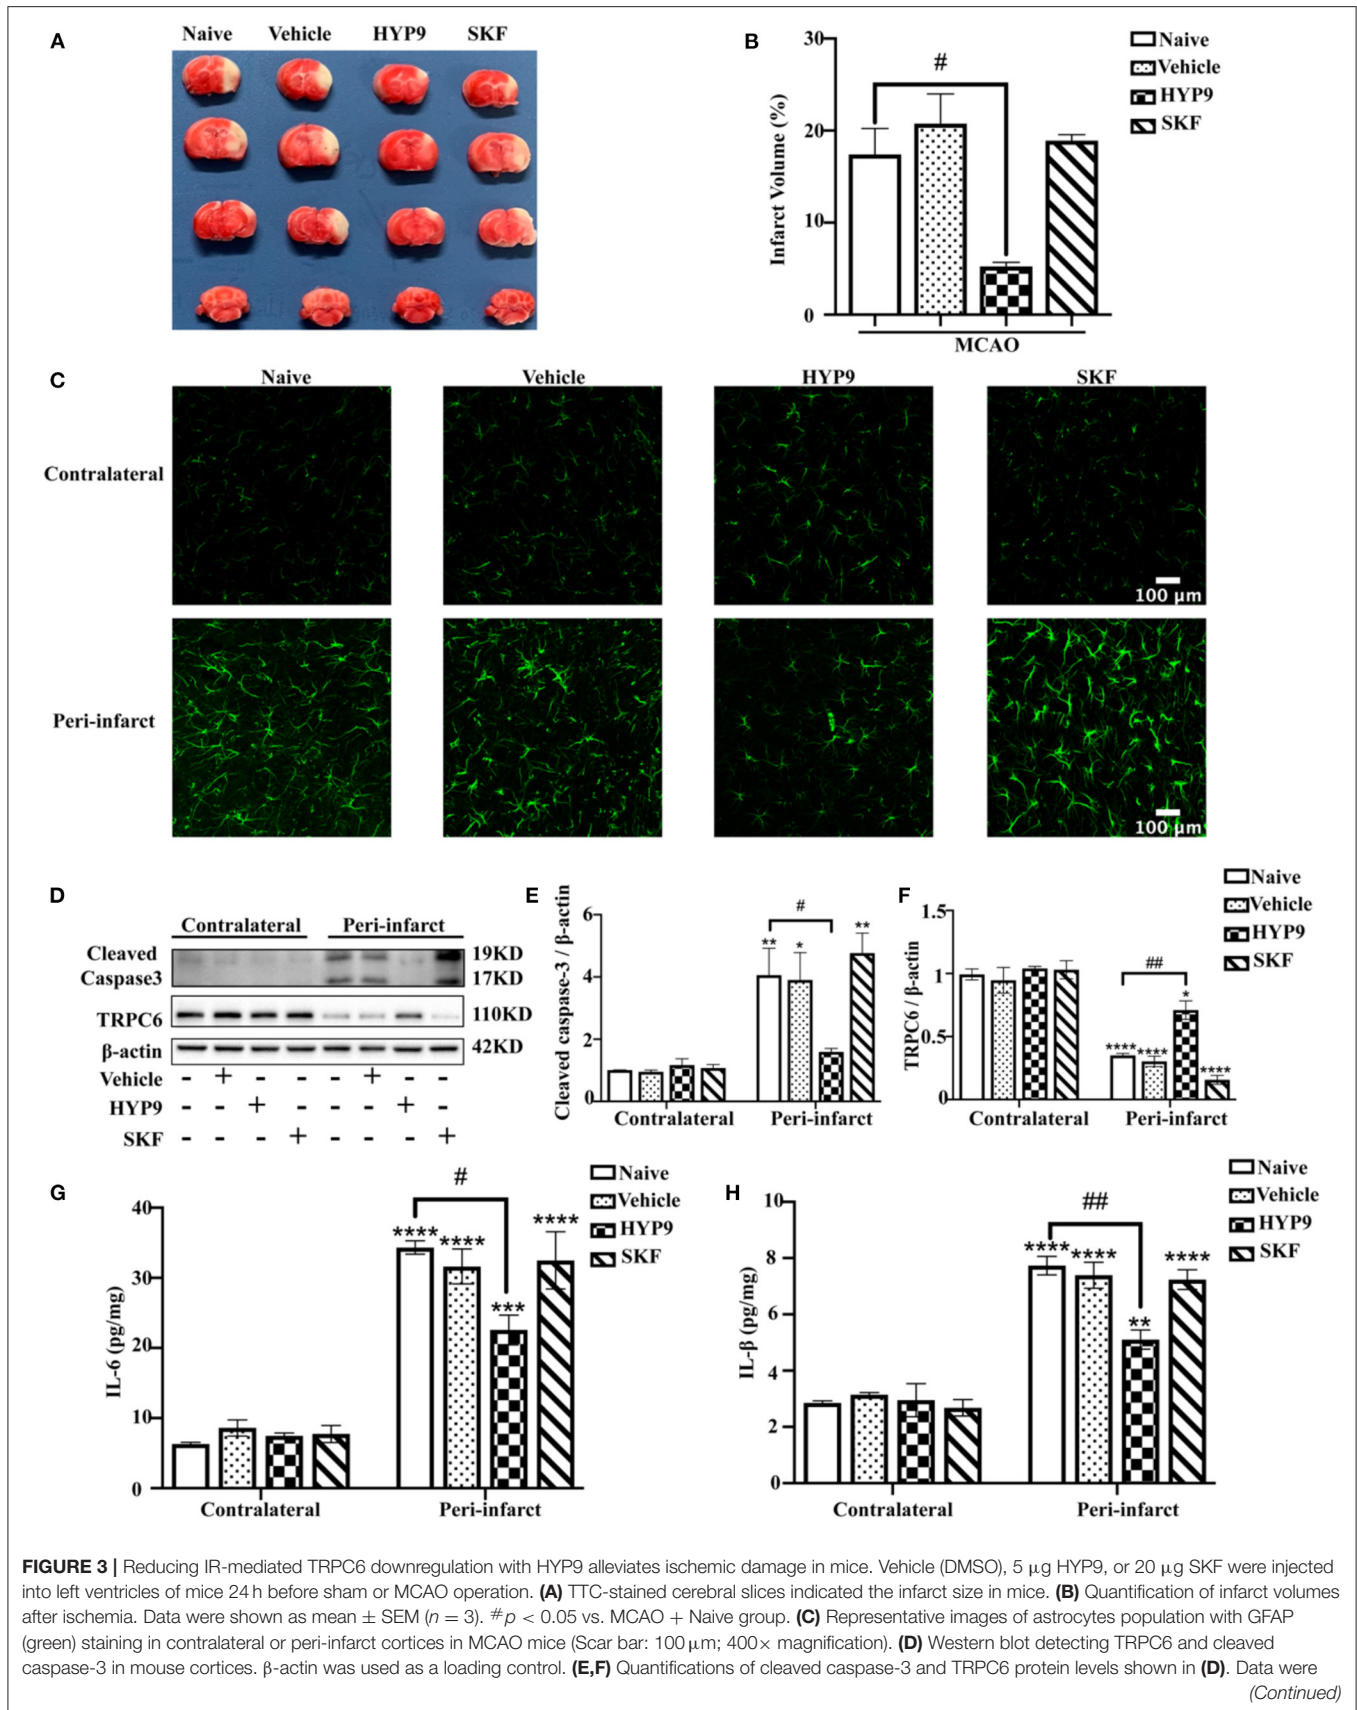 A
Naive Vehicle HYP9 SKF
B
30
20
10
0
Infarct Volume (%)
#
MCAO
Naive
Vehicle
HYP9
SKF
C
Naive Vehicle HYP9 SKF
Contralateral
100 μm
Peri-infarct
100 μm
D
Contralateral Peri-infarct
Cleaved 19KD
Caspase3 17KD
TRPC6 110KD
β-actin 42KD
Vehicle - + - - - + - -
HYP9 - - + - - - + -
SKF - - - + - - - +
E
Cleaved caspase-3 / β-actin
6
4
2
0
#
** * **
Contralateral Peri-infarct
F
TRPC6 / β-actin
1.5
1
0.5
0
##
*
**** **** ****
Contralateral Peri-infarct
Naive
Vehicle
HYP9
SKF
G
IL-6 (pg/mg)
40
30
20
10
0
#
**** **** *** ****
Contralateral Peri-infarct
Naive
Vehicle
HYP9
SKF
H
IL-β (pg/mg)
10
8
6
4
2
0
##
**** **** ** ****
Contralateral Peri-infarct
Naive
Vehicle
HYP9
SKF
FIGURE 3 | Reducing IR-mediated TRPC6 downregulation with HYP9 alleviates ischemic damage in mice. Vehicle (DMSO), 5 μg HYP9, or 20 μg SKF were injected
into left ventricles of mice 24 h before sham or MCAO operation. (A) TTC-stained cerebral slices indicated the infarct size in mice. (B) Quantification of infarct volumes
after ischemia. Data were shown as mean ± SEM (n = 3). #p < 0.05 vs. MCAO + Naive group. (C) Representative images of astrocytes population with GFAP
(green) staining in contralateral or peri-infarct cortices in MCAO mice (Scar bar: 100 μm; 400× magnification). (D) Western blot detecting TRPC6 and cleaved
caspase-3 in mouse cortices. β-actin was used as a loading control. (E,F) Quantifications of cleaved caspase-3 and TRPC6 protein levels shown in (D). Data were
(Continued)